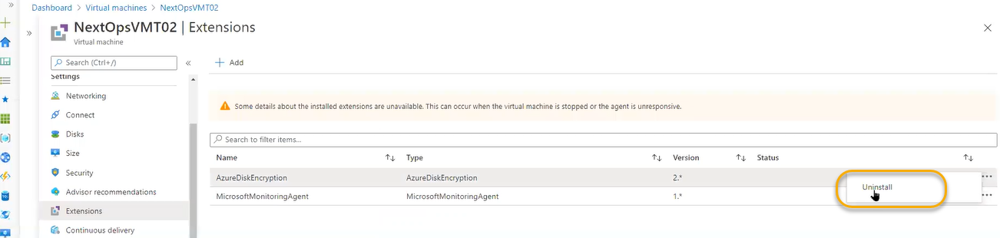 Dashboard > Virtual machines > NextOpsVMT02
NextOpsVMT02 | Extensions
Virtual machine
Search (Ctrl+/)
Add
Settings
Networking
Connect
Disks
Size
Security
Advisor recommendations
Extensions
Continuous delivery
Some details about the installed extensions are unavailable. This can occur when the virtual machine is stopped or the agent is unresponsive.
Search to filter items...
Name Type Version Status
AzureDiskEncryption AzureDiskEncryption 2.*
MicrosoftMonitoringAgent MicrosoftMonitoringAgent 1.*
Uninstall